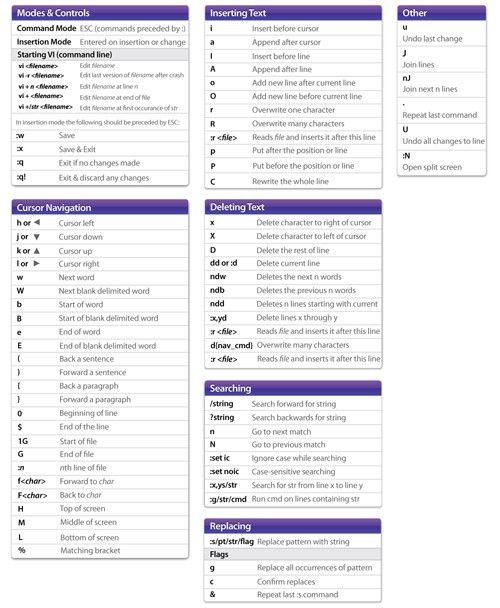 Modes & Controls
Command Mode ESC (commands preceded by :)
Insertion Mode Entered on insertion or change
Starting VI (command line)
vi <filename> Edit filename
vi -r <filename> Edit last version of filename after crash
vi + n <filename> Edit filename at line n
vi + <filename> Edit filename at end of file
vi +/str <filename> Edit filename at first occurance of str
In insertion mode the following should be preceded by ESC:
:w Save
:x Save & Exit
:q Exit if no changes made
:q! Exit & discard any changes
Cursor Navigation
h or ◄ Cursor left
j or ▼ Cursor down
k or ▲ Cursor up
l or ► Cursor right
w Next word
W Next blank delimited word
b Start of word
B Start of blank delimited word
e End of word
E End of blank delimited word
( Back a sentence
) Forward a sentence
{ Back a paragraph
} Forward a paragraph
0 Beginning of line
$ End of the line
1G Start of file
G End of file
:n nth line of file
f<char> Forward to char
F<char> Back to char
H Top of screen
M Middle of screen
L Bottom of screen
% Matching bracket
Inserting Text
i Insert before cursor
a Append after cursor
I Insert before line
A Append after line
o Add new line after current line
O Add new line before current line
r Overwrite one character
R Overwrite many characters
:r <file> Reads file and inserts it after this line
p Put after the position or line
P Put before the position or line
C Rewrite the whole line
Deleting Text
x Delete character to right of cursor
X Delete character to left of cursor
D Delete the rest of line
dd or :d Delete current line
ndw Deletes the next n words
ndb Deletes the previous n words
ndd Deletes n lines starting with current
:x,yd Delete lines x through y
:r <file> Reads file and inserts it after this line
d(nav_cmd) Overwrite many characters
:r <file> Reads file and inserts it after this line
Searching
/string Search forward for string
?string Search backwards for string
n Go to next match
N Go to previous match
:set ic Ignore case while searching
:set noic Case-sensitive searching
:x,ys/str Search for str from line x to line y
:g/str/cmd Run cmd on lines containing str
Replacing
:s/pt/str/flag Replace pattern with string
Flags
g Replace all occurrences of pattern
c Confirm replaces
& Repeat last :s command
Other
u
Undo last change
J
Join lines
nJ
Join next n lines
.
Repeat last command
U
Undo all changes to line
:N
Open split screen